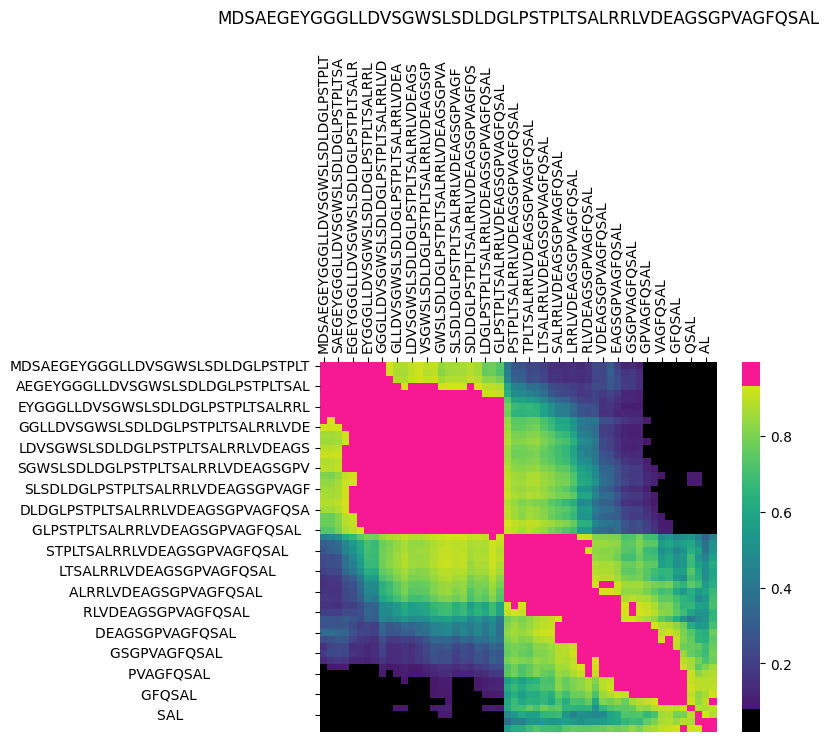 MDSAEGEYGGGLLDVSGWSLSDLDGLPSTPLTSALRRLVDEAGSGPVAGFQSAL
MDSAEGEYGGGLLDVSGWSLSDLDGLPSTPLT
SAEGEYGGGLLDVSGWSLSDLDGLPSTPLTSA
EGEYGGGLLDVSGWSLSDLDGLPSTPLTSALR
EYGGGLLDVSGWSLSDLDGLPSTPLTSALRRL
GGGLLDVSGWSLSDLDGLPSTPLTSALRRLVD
GLLDVSGWSLSDLDGLPSTPLTSALRRLVDEA
LDVSGWSLSDLDGLPSTPLTSALRRLVDEAGS
VSGWSLSDLDGLPSTPLTSALRRLVDEAGSGP
GWSLSDLDGLPSTPLTSALRRLVDEAGSGPVA
SLSDLDGLPSTPLTSALRRLVDEAGSGPVAGF
SDLDGLPSTPLTSALRRLVDEAGSGPVAGFQS
LDGLPSTPLTSALRRLVDEAGSGPVAGFQSAL
GLPSTPLTSALRRLVDEAGSGPVAGFQSAL
PSTPLTSALRRLVDEAGSGPVAGFQSAL
TPLTSALRRLVDEAGSGPVAGFQSAL
LTSALRRLVDEAGSGPVAGFQSAL
SALRRLVDEAGSGPVAGFQSAL
LRRLVDEAGSGPVAGFQSAL
RLVDEAGSGPVAGFQSAL
VDEAGSGPVAGFQSAL
EAGSGPVAGFQSAL
GSGPVAGFQSAL
GPVAGFQSAL
VAGFQSAL
GFQSAL
QSAL
AL
MDSAEGEYGGGLLDVSGWSLSDLDGLPSTPLT
AEGEYGGGLLDVSGWSLSDLDGLPSTPLTSAL
EYGGGLLDVSGWSLSDLDGLPSTPLTSALRRL
GGLLDVSGWSLSDLDGLPSTPLTSALRRLVDE
LDVSGWSLSDLDGLPSTPLTSALRRLVDEAGS
SGWSLSDLDGLPSTPLTSALRRLVDEAGSGPV
SLSDLDGLPSTPLTSALRRLVDEAGSGPVAGF
DLDGLPSTPLTSALRRLVDEAGSGPVAGFQSA
GLPSTPLTSALRRLVDEAGSGPVAGFQSAL
STPLTSALRRLVDEAGSGPVAGFQSAL
LTSALRRLVDEAGSGPVAGFQSAL
ALRRLVDEAGSGPVAGFQSAL
RLVDEAGSGPVAGFQSAL
DEAGSGPVAGFQSAL
GSGPVAGFQSAL
PVAGFQSAL
GFQSAL
SAL
0.8
0.6
0.4
0.2